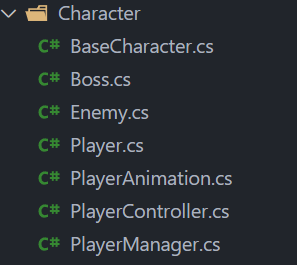 Character
C# BaseCharacter.cs
C# Boss.cs
C# Enemy.cs
C# Player.cs
C# PlayerAnimation.cs
C# PlayerController.cs
C# PlayerManager.cs